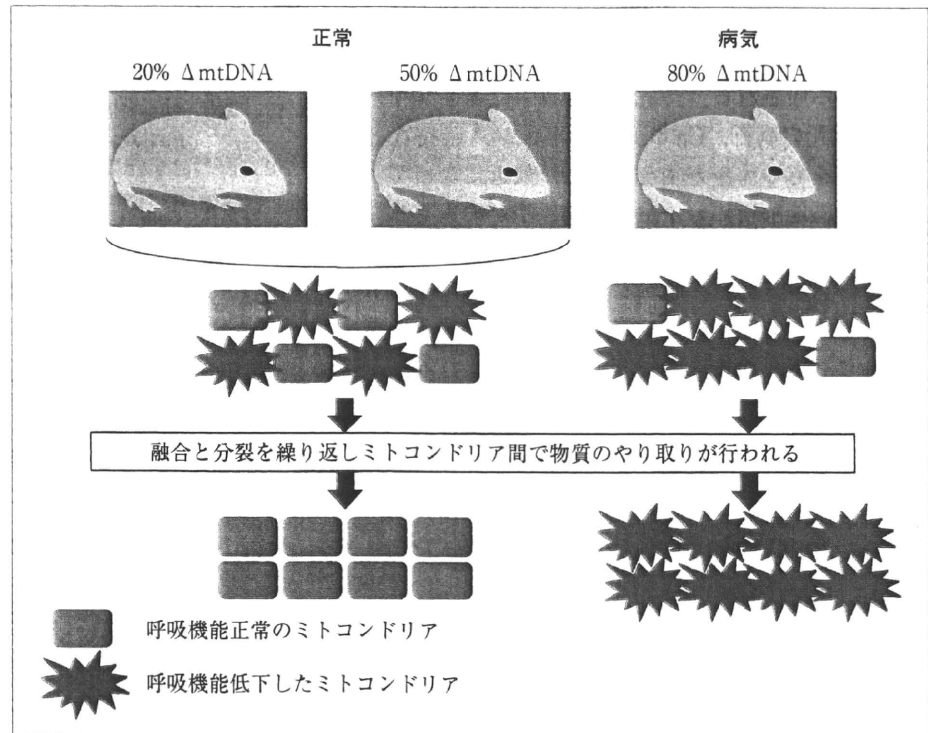 正常
病気
20% ΔmtDNA
50% ΔmtDNA
80% ΔmtDNA
融合と分裂を繰り返しミトコンドリア間で物質のやり取りが行われる
呼吸機能正常のミトコンドリア
呼吸機能低下したミトコンドリア